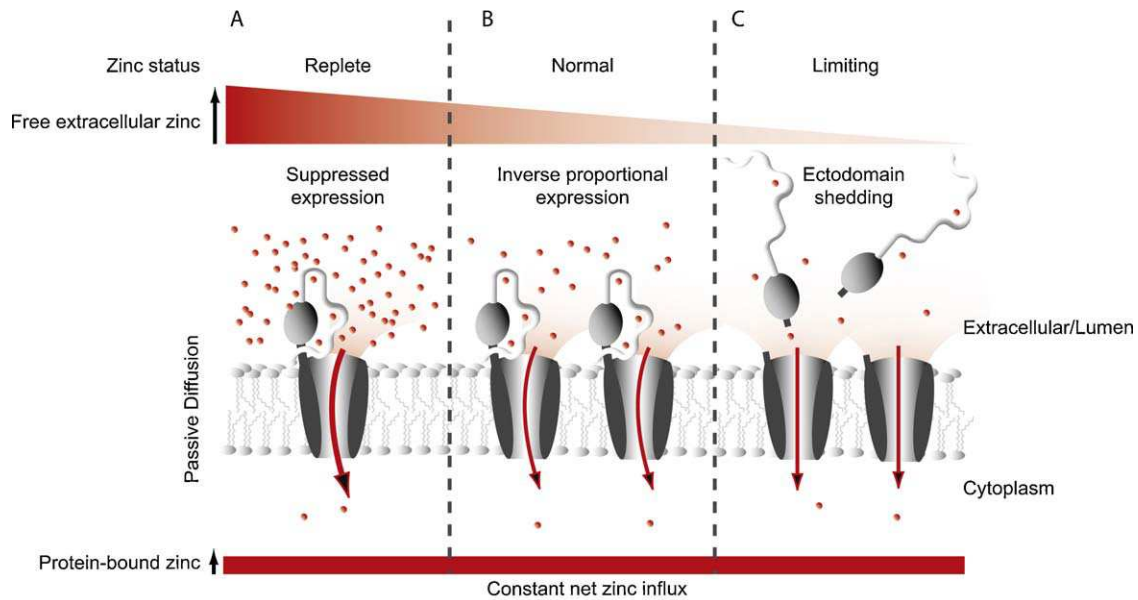 A
B
C
Zinc status
Replete
Normal
Limiting
Free extracellular zinc
Suppressed
expression
Inverse proportional
expression
Ectodomain
shedding
Extracellular/Lumen
Passive Diffusion
Cytoplasm
Protein-bound zinc
Constant net zinc influx